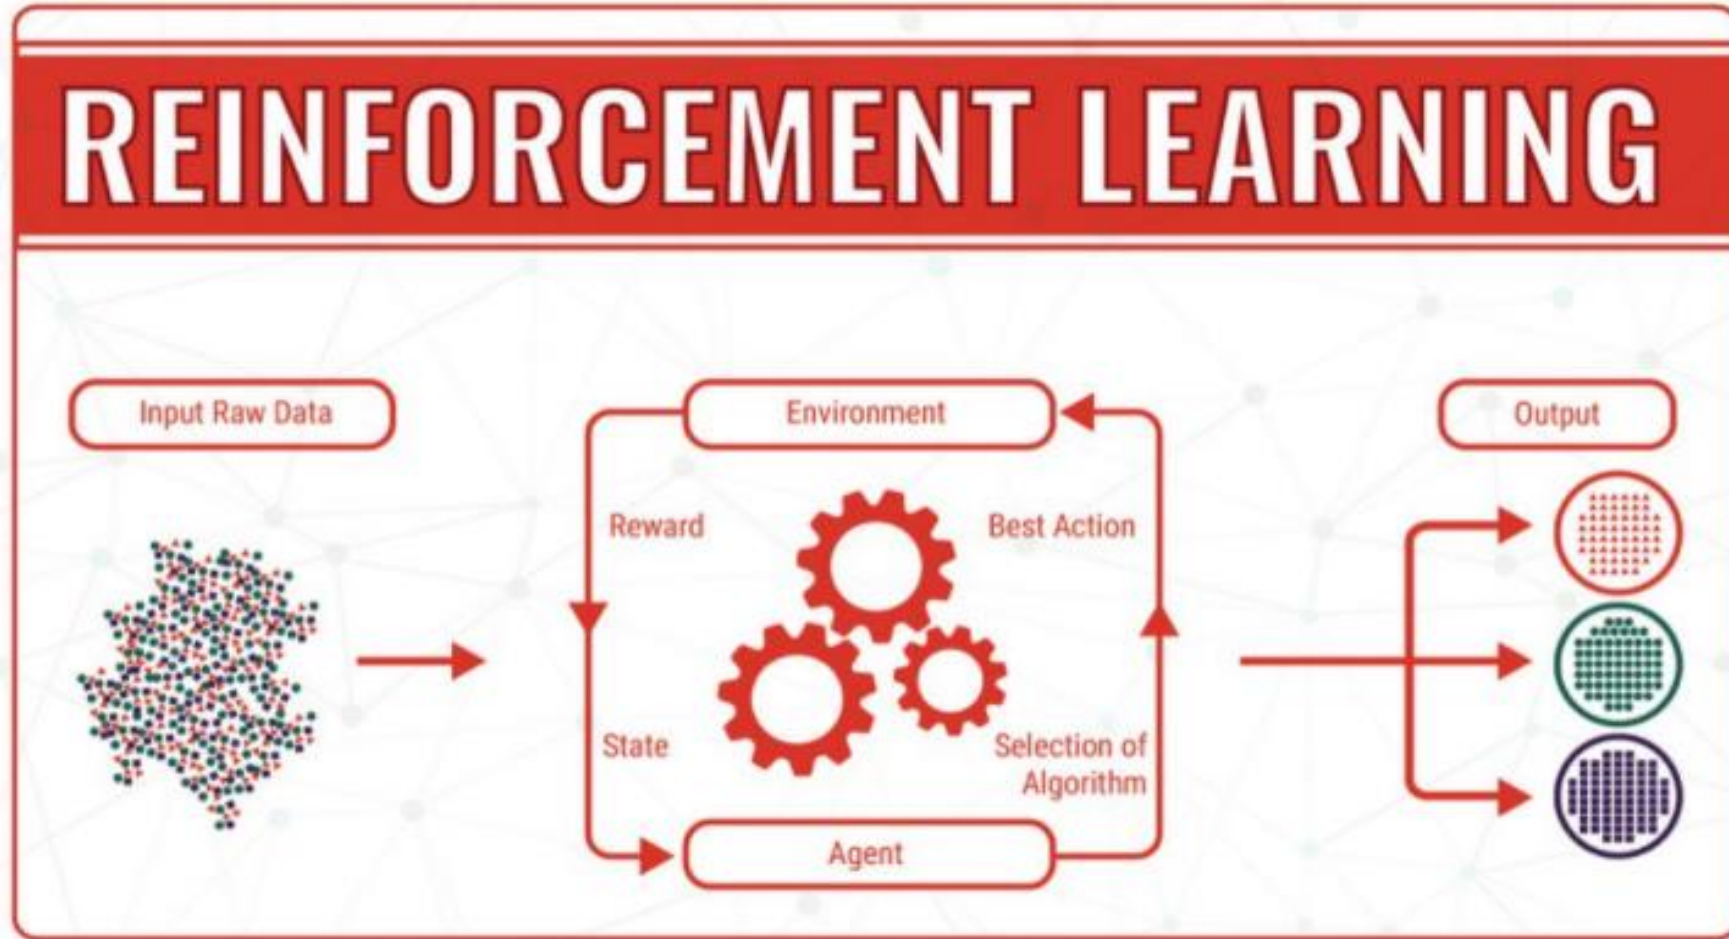 REINFORCEMENT LEARNING
Input Raw Data
Environment
Output
Reward
Best Action
State
Selection of
Algorithm
Agent